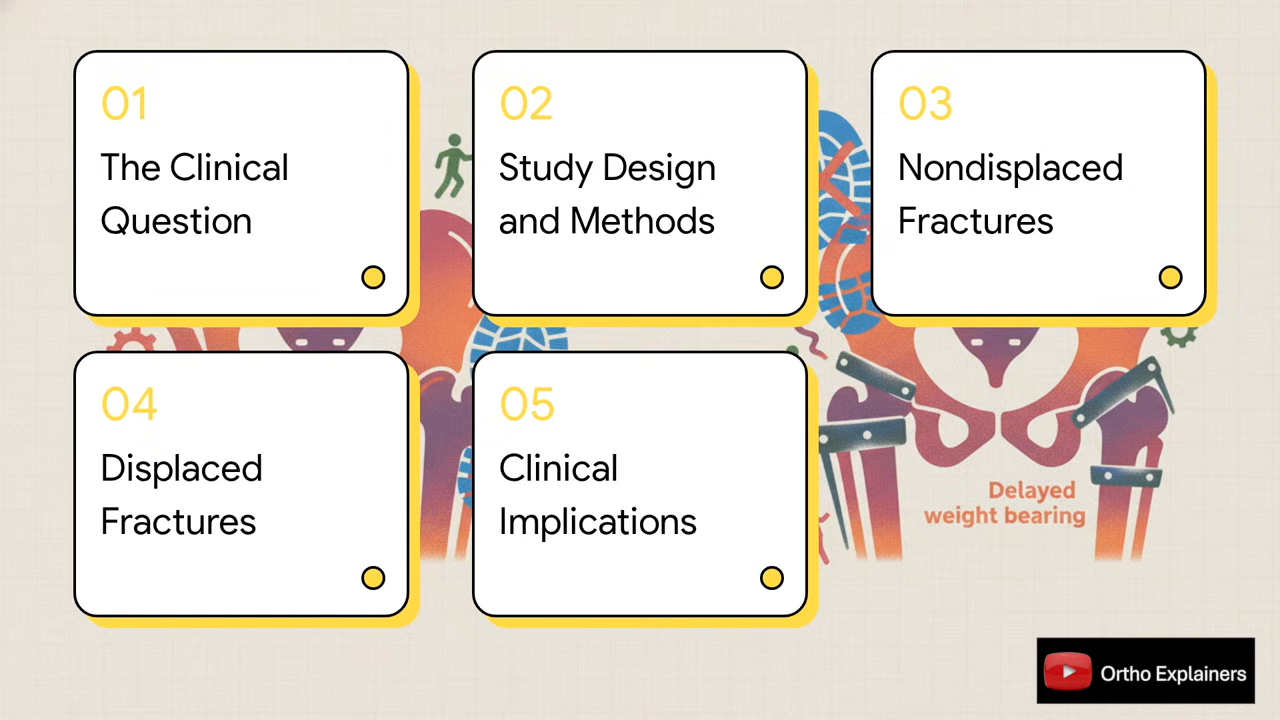 01
The Clinical
Question
02
Study Design
and Methods
03
Nondisplaced
Fractures
04
Displaced
Fractures
05
Clinical
Implications
Delayed
weight bearing
Ortho Explainers